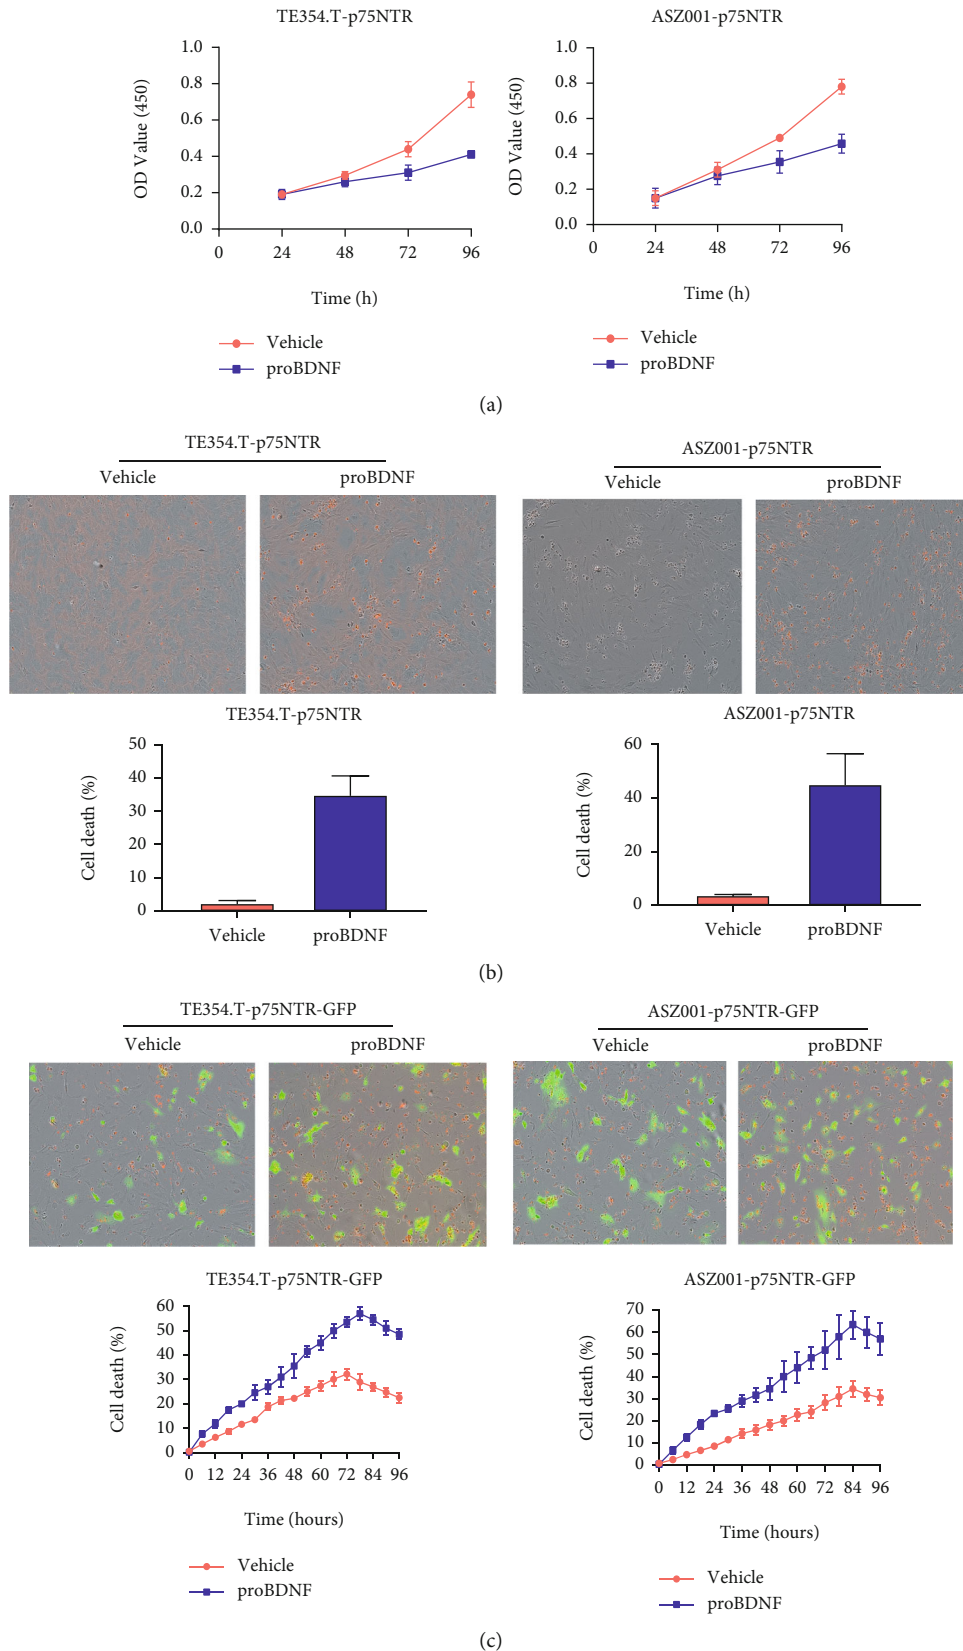 TE354.T-p75NTR
OD Value (450)
1.0
0.8
0.6
0.4
0.2
0.0
0 24 48 72 96
Time (h)
Vehicle
proBDNF
ASZ001-p75NTR
OD Value (450)
1.0
0.8
0.6
0.4
0.2
0.0
0 24 48 72 96
Time (h)
Vehicle
proBDNF
(a)
TE354.T-p75NTR
Vehicle proBDNF
ASZ001-p75NTR
Vehicle proBDNF
TE354.T-p75NTR
Cell death (%)
50
40
30
20
10
0
Vehicle proBDNF
ASZ001-p75NTR
Cell death (%)
60
40
20
0
Vehicle proBDNF
(b)
TE354.T-p75NTR-GFP
Vehicle proBDNF
ASZ001-p75NTR-GFP
Vehicle proBDNF
TE354.T-p75NTR-GFP
Cell death (%)
60
50
40
30
20
10
0
0 12 24 36 48 60 72 84 96
Time (hours)
Vehicle
proBDNF
ASZ001-p75NTR-GFP
Cell death (%)
70
60
50
40
30
20
10
0
0 12 24 36 48 60 72 84 96
Time (hours)
Vehicle
proBDNF
(c)